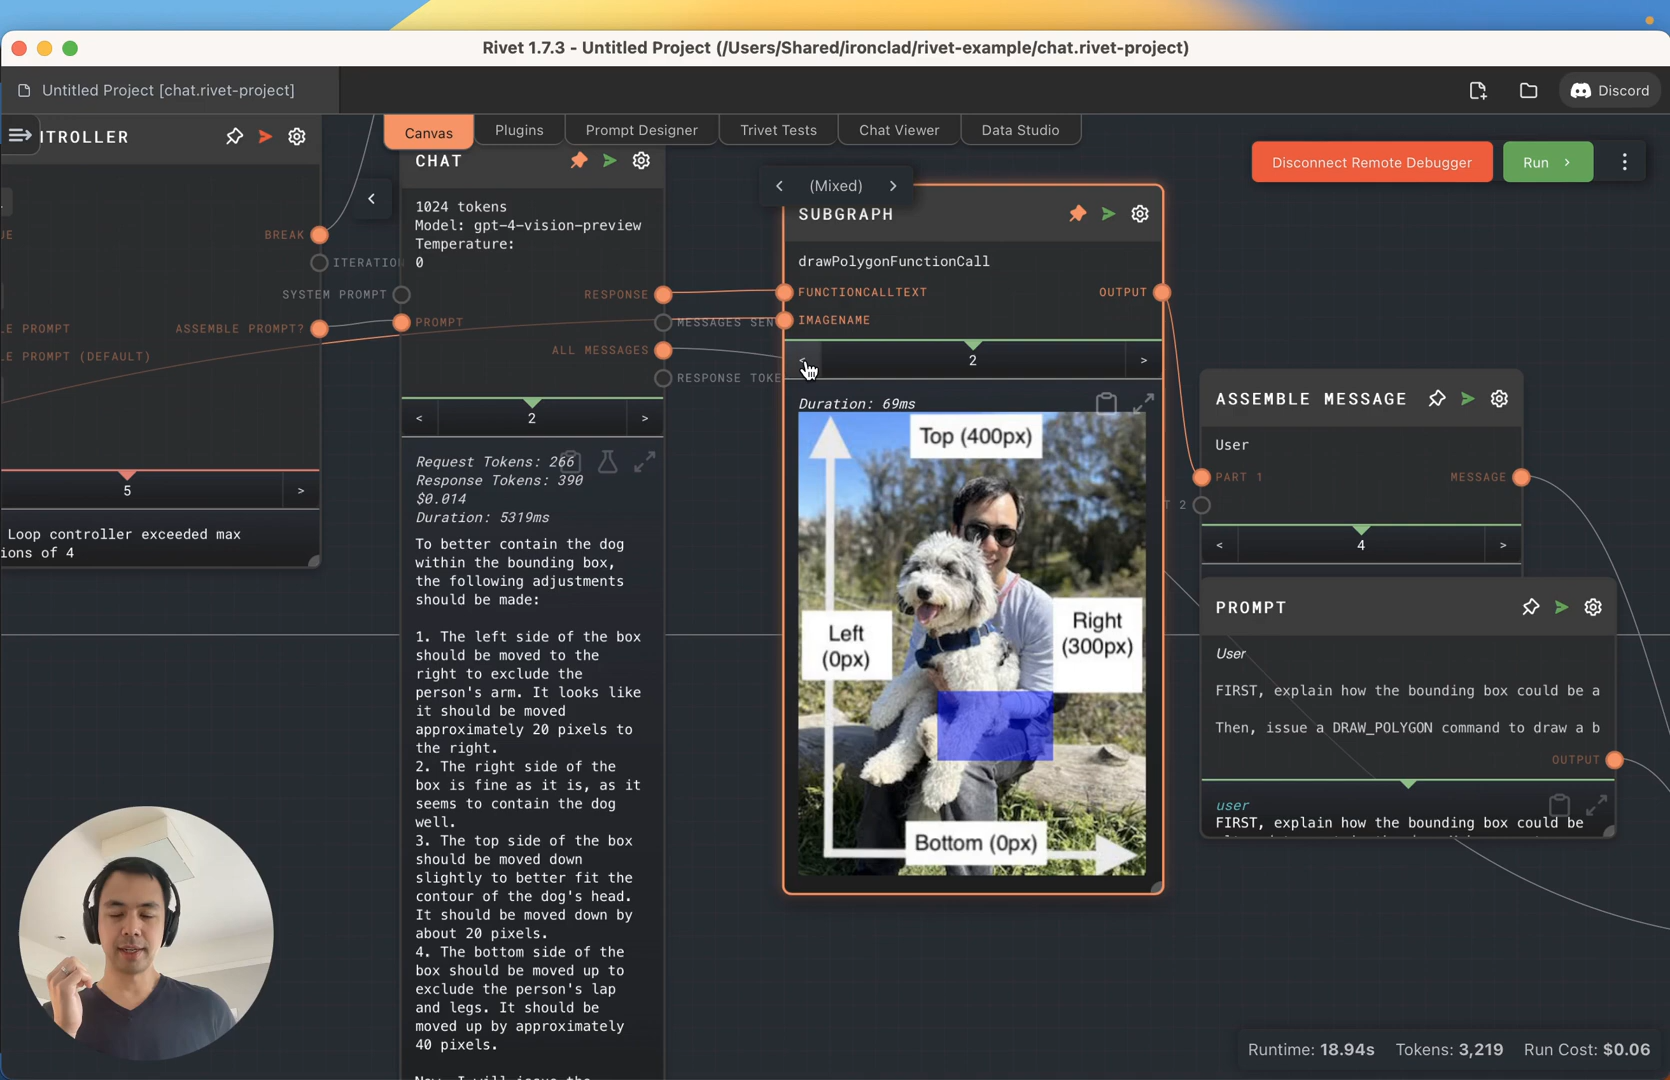 Rivet 1.7.3 - Untitled Project (/Users/Shared/ironclad/rivet-example/chat.rivet-project)
Untitled Project [chat.rivet-project]
Discord
Canvas
Plugins
Prompt Designer
Trivet Tests
Chat Viewer
Data Studio
Disconnect Remote Debugger
Run >
ITROLLER
UE
BREAK
ITERATION
LE PROMPT
ASSEMBLE PROMPT?
LE PROMPT (DEFAULT)
5
>
Loop controller exceeded max
ions of 4
<
CHAT
1024 tokens
Model: gpt-4-vision-preview
Temperature:
0
SYSTEM PROMPT
RESPONSE
PROMPT
MESSAGES SEN
ALL MESSAGES
RESPONSE TOKE
<
2
>
Request Tokens: 266
Response Tokens: 390
$0.014
Duration: 5319ms
To better contain the dog
within the bounding box,
the following adjustments
should be made:
1. The left side of the box
should be moved to the
right to exclude the
person's arm. It looks like
it should be moved
approximately 20 pixels to
the right.
2. The right side of the
box is fine as it is, as it
seems to contain the dog
well.
3. The top side of the box
should be moved down
slightly to better fit the
contour of the dog's head.
It should be moved down by
about 20 pixels.
4. The bottom side of the
box should be moved up to
exclude the person's lap
and legs. It should be
moved up by approximately
40 pixels.
Now, I will issue the
< (Mixed) >
SUBGRAPH
drawPolygonFunctionCall
FUNCTIONCALLTEXT
OUTPUT
IMAGENAME
<
2
>
Duration: 69ms
Top (400px)
Left
(0px)
Right
(300px)
Bottom (0px)
ASSEMBLE MESSAGE
User
PART 1
MESSAGE
T 2
<
4
>
PROMPT
User
FIRST, explain how the bounding box could be a
Then, issue a DRAW_POLYGON command to draw a b
OUTPUT
user
FIRST, explain how the bounding box could be
Runtime: 18.94s
Tokens: 3,219
Run Cost: $0.06